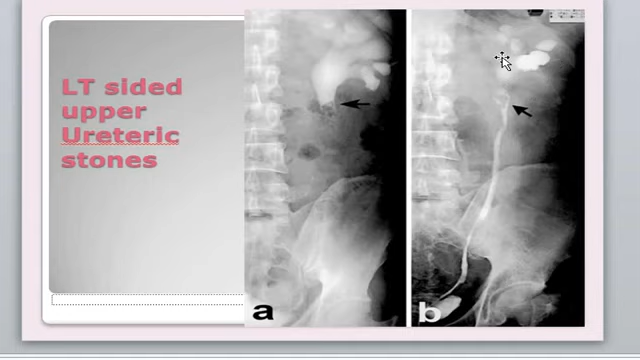 LT sided
upper
Ureteric
stones
a
b